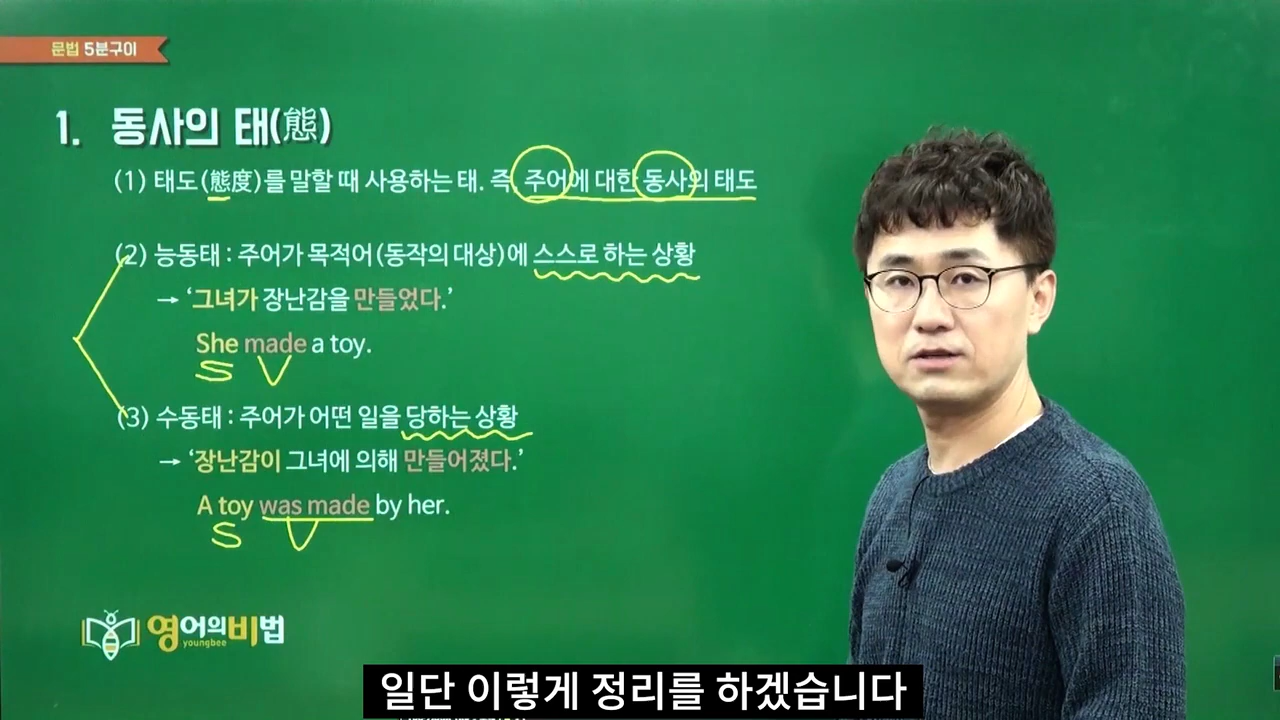 문법 5분구이
1. 동사의 태(態)
(1) 태도(態度)를 말할 때 사용하는 태. 즉, 주어에 대한 동사의 태도
(2) 능동태 : 주어가 목적어(동작의 대상)에 스스로 하는 상황
→ ‘그녀가 장난감을 만들었다.’
She made a toy.
S V
(3) 수동태 : 주어가 어떤 일을 당하는 상황
→ ‘장난감이 그녀에 의해 만들어졌다.’
A toy was made by her.
S V
영어의비법
youngbee
일단 이렇게 정리를 하겠습니다